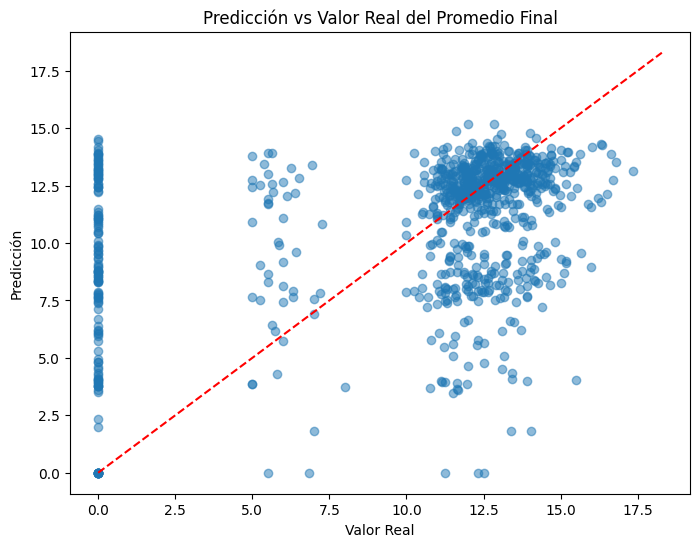 Predicción vs Valor Real del Promedio Final
Predicción
17.5
15.0
12.5
10.0
7.5
5.0
2.5
0.0
0.0 2.5 5.0 7.5 10.0 12.5 15.0 17.5
Valor Real